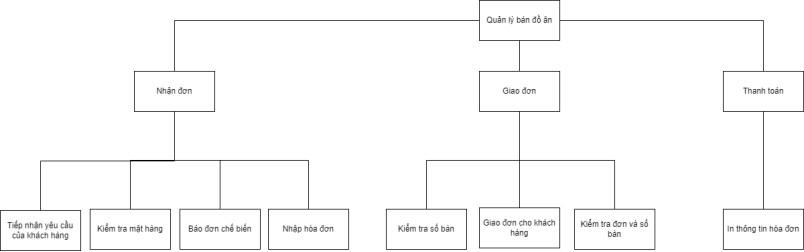 Quản lý bán đồ ăn
Nhận đơn
Giao đơn
Thanh toán
Tiếp nhận yêu cầu
của khách hàng
Kiểm tra mặt hàng
Báo đơn chế biến
Nhập hóa đơn
Kiểm tra số bàn
Giao đơn cho khách
hàng
Kiểm tra đơn và số
bàn
In thông tin hóa đơn